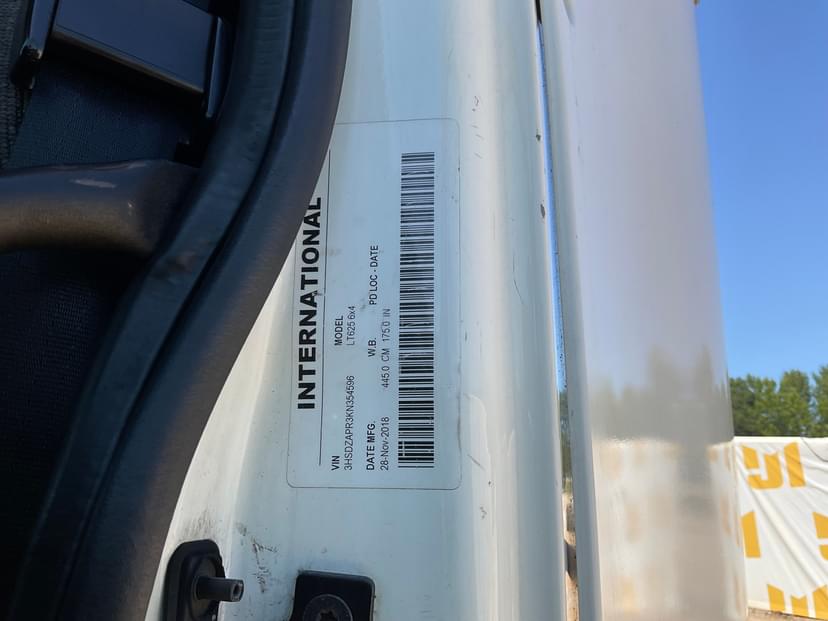 INTERNATIONAL
VIN MODEL
3HSDZAPR3KN354596 LT625 6x4
DATE MFG. W.B. PD'LOC - DATE
28-Nov-2018 445.0 CM 175.0 IN